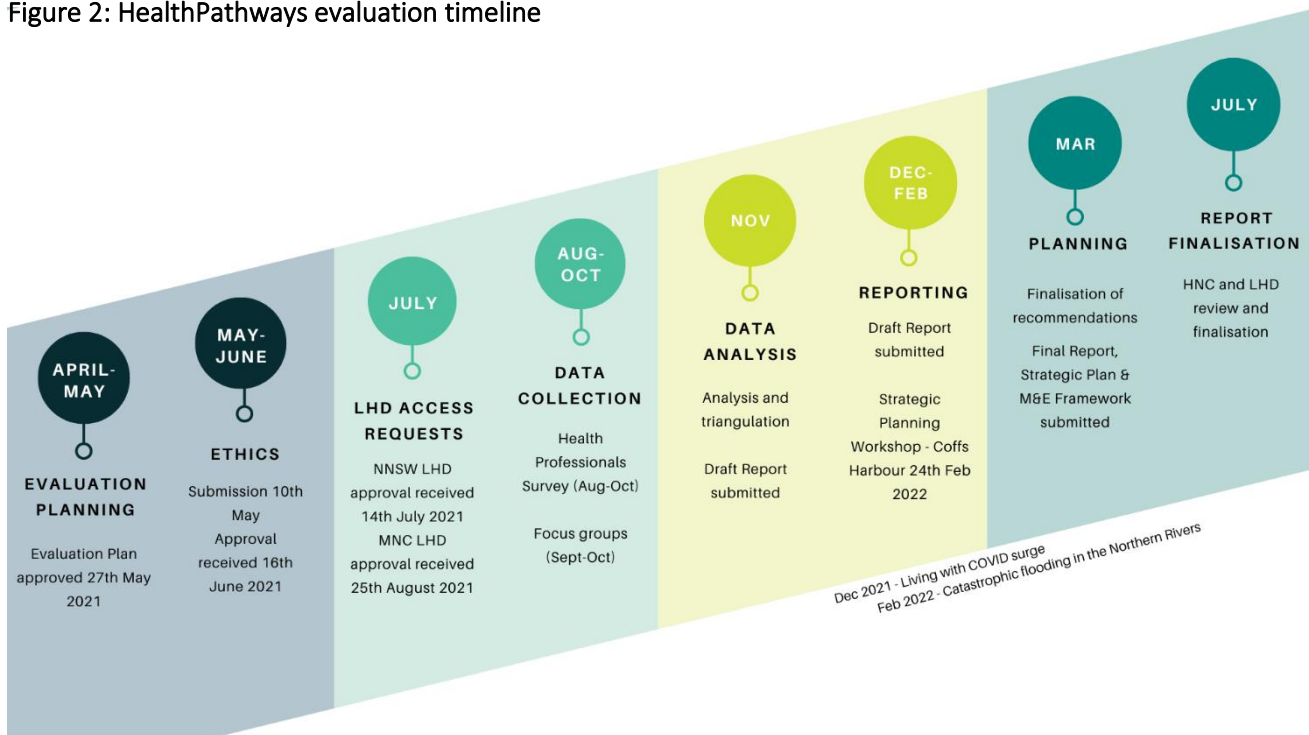 Figure 2: HealthPathways evaluation timeline
APRIL-
MAY
EVALUATION
PLANNING
Evaluation Plan
approved 27th May
2021
MAY-
JUNE
ETHICS
Submission 10th
May
Approval
received 16th
June 2021
JULY
LHD ACCESS
REQUESTS
NNSW LHD
approval received
14th July 2021
MNC LHD
approval received
25th August 2021
AUG-
OCT
DATA
COLLECTION
Health
Professionals
Survey (Aug-Oct)
Focus groups
(Sept-Oct)
NOV
DATA
ANALYSIS
Analysis and
triangulation
Draft Report
submitted
DEC-
FEB
REPORTING
Draft Report
submitted
Strategic
Planning
Workshop - Coffs
Harbour 24th Feb
2022
MAR
PLANNING
Finalisation of
recommendations
Final Report,
Strategic Plan &
M&E Framework
submitted
JULY
REPORT
FINALISATION
HNC and LHD
review and
finalisation
Dec 2021 - Living with COVID surge
Feb 2022 - Catastrophic flooding in the Northern Rivers